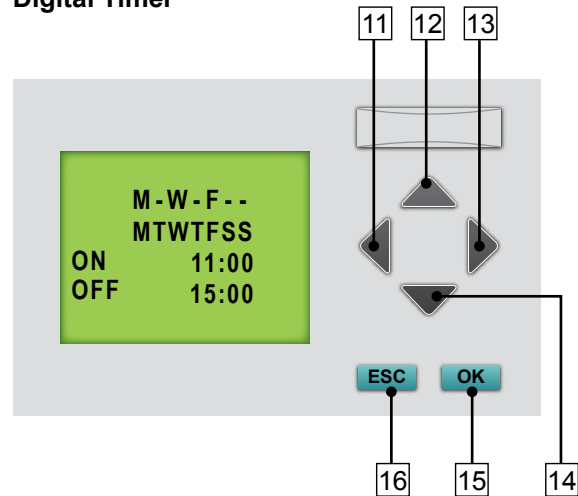 Digital Timer
11 12 13
M-W-F--
MTWTFSS
ON 11:00
OFF 15:00
ESC OK
16 15 14